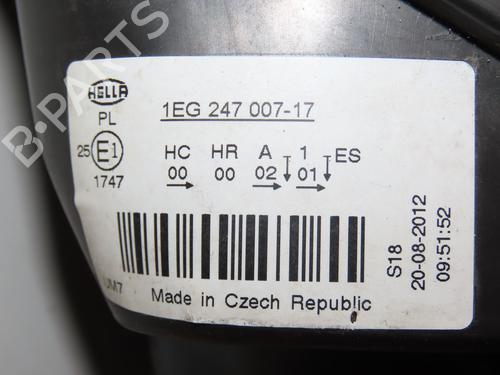 HELLA
1EG 247 007-17
PL
25 E1
1747
HC HR A 1 ES
00 00 02 01
UM7
Made in Czech Republic
S18
20-08-2012
09:51:52
B-PARTS